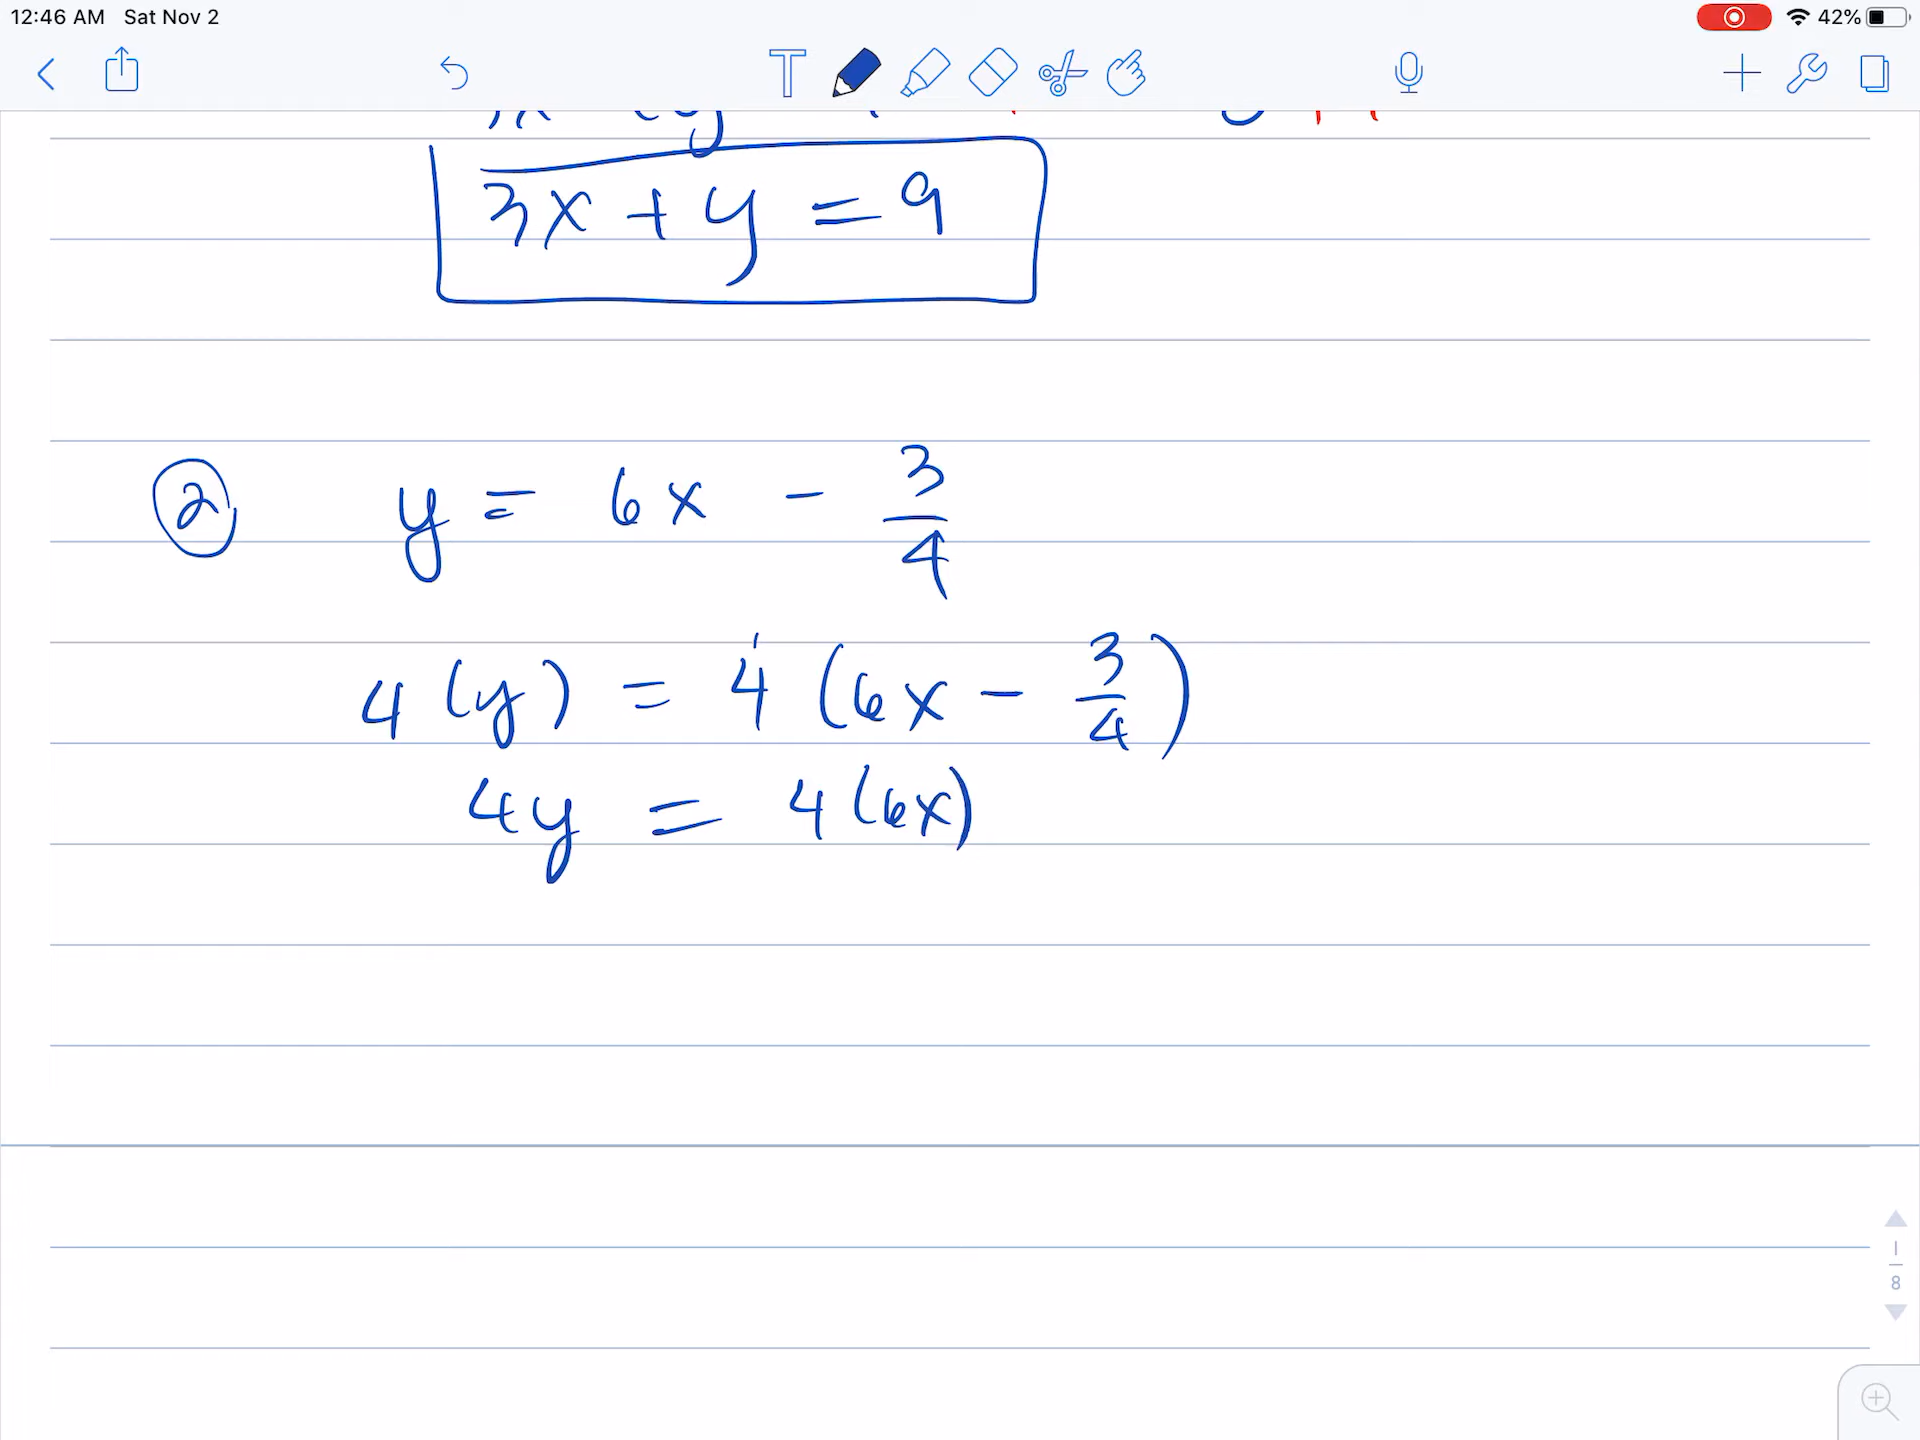 12:46 AM Sat Nov 2 42%
T
3x + y = 9
② y = 6x - 3/4
4(y) = 4(6x - 3/4)
4y = 4(6x)
1
8